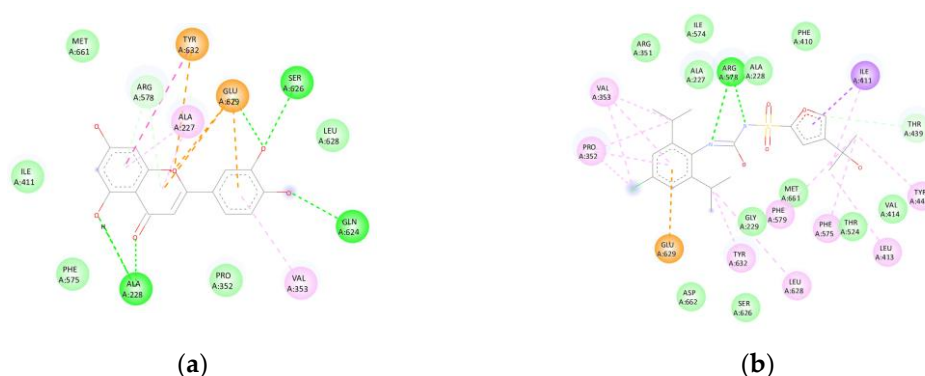 TYR
A:632
MET
A:661
SER
A:626
GLU
A:629
ARG
A:578
ALA
A:227
LEU
A:628
ILE
A:411
GLN
A:624
H
PHE
A:575
ALA
A:228
PRO
A:352
VAL
A:353
(a)
ILE
A:574
PHE
A:410
ARG
A:351
ALA
A:227
ARG
A:578
ALA
A:228
ILE
A:411
VAL
A:353
THR
A:439
PRO
A:352
MET
A:661
TYR
A:44
GLY
A:229
PHE
A:579
VAL
A:414
PHE
A:575
THR
A:524
GLU
A:629
TYR
A:632
LEU
A:413
LEU
A:628
ASP
A:662
SER
A:626
(b)